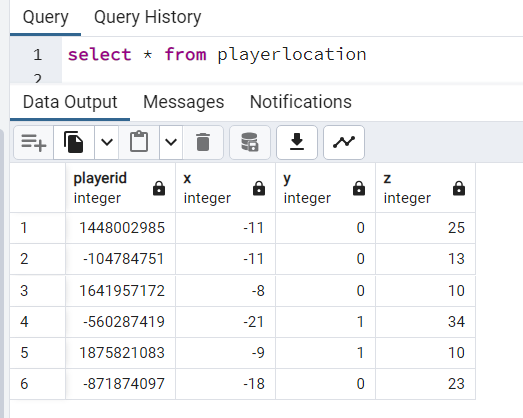 Query Query History
1 select * from playerlocation
2
Data Output Messages Notifications
playerid x y z
integer integer integer integer
1 1448002985 -11 0 25
2 -104784751 -11 0 13
3 1641957172 -8 0 10
4 -560287419 -21 1 34
5 1875821083 -9 1 10
6 -871874097 -18 0 23